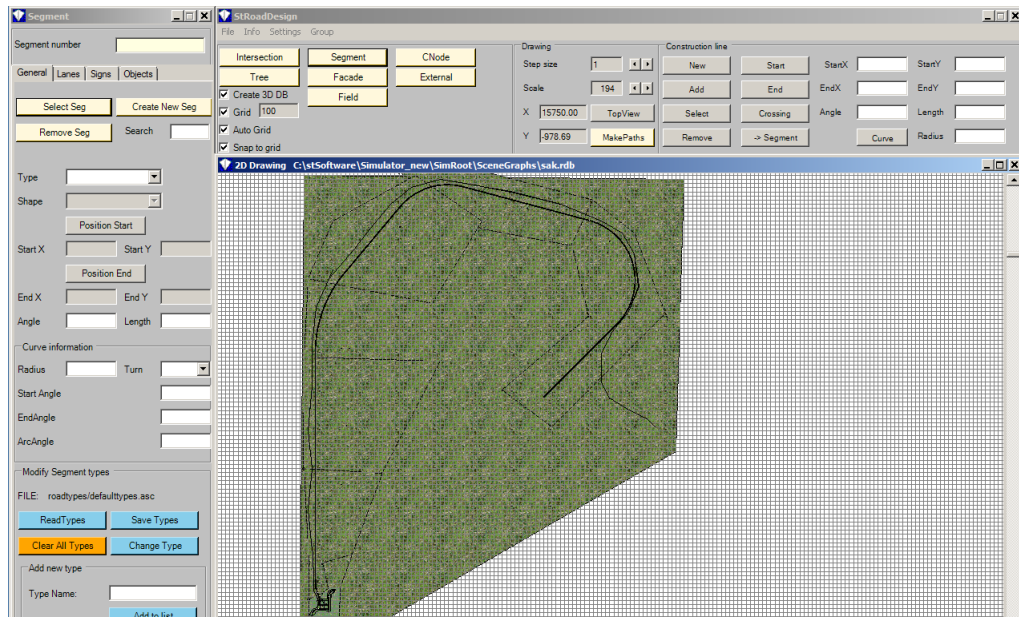 Segment
Segment number
General Lanes Signs Objects
Select Seg Create New Seg
Remove Seg Search
Type
Shape
Position Start
Start X Start Y
Position End
End X End Y
Angle Length
Curve information
Radius Turn
Start Angle
EndAngle
ArcAngle
Modify Segment types
FILE: roadtypes/defaulttypes.asc
ReadTypes Save Types
Clear All Types Change Type
Add new type
Type Name:
Add to list
StRoadDesign
File Info Settings Group
Intersection Segment CNode
Tree Facade External
Create 3D DB Field
Grid 100
Auto Grid
Snap to grid
Drawing
Step size 1
Scale 194
X 15750.00 TopView
Y -978.69 MakePaths
Construction line
New Start StartX StartY
Add End EndX EndY
Select Crossing Angle Length
Remove -> Segment Curve Radius
2D Drawing C:\stSoftware\Simulator_new\SimRoot\SceneGraphs\sak.rdb